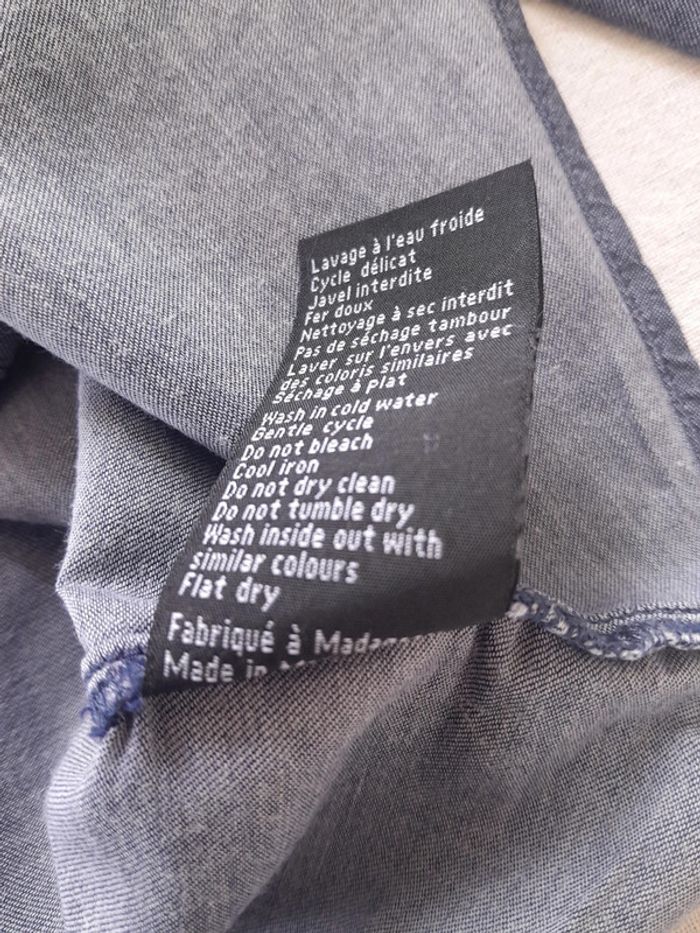 Lavage à l'eau froide
Cycle délicat
Javel interdite
Fer doux
Nettoyage à sec interdit
Pas de séchage tambour
Laver sur l'envers avec
des coloris similaires
Séchage à plat
Wash in cold water
Gentle cycle
Do not bleach
Cool iron
Do not dry clean
Do not tumble dry
Wash inside out with
similar colours
Flat dry
Fabriqué à
Made in